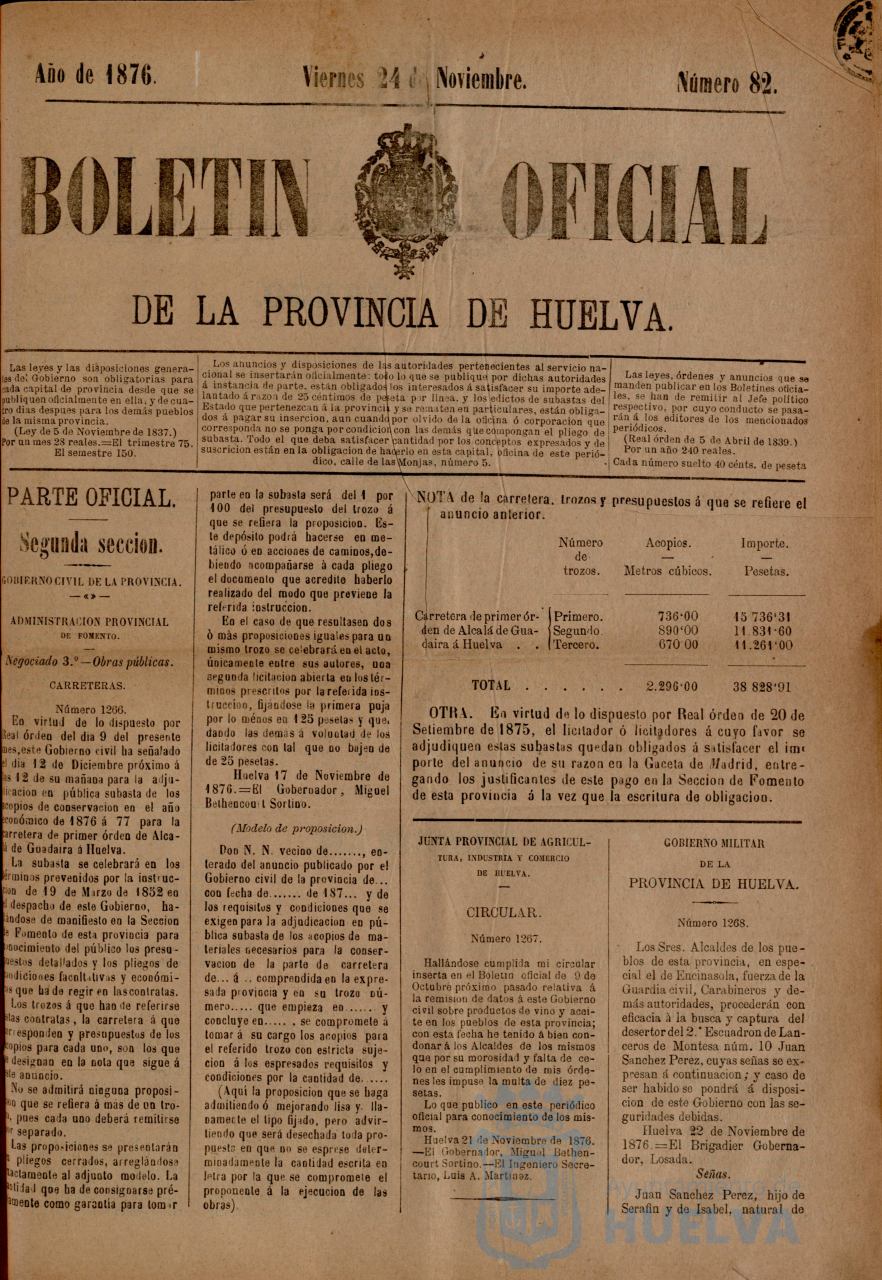 Año de 1876.
Viernes 24 Noviembre.
Número 82.
BOLETIN OFICIAL
DE LA PROVINCIA DE HUELVA.
Las leyes y las disposiciones genera-
les del Gobierno son obligatorias para
cada capital de provincia desde que se
publiquen oficialmente en ella, y de cua-
tro dias despues para los demás pueblos
de la misma provincia.
(Ley de 5 de Noviembre de 1837.)
Por un mes 28 reales.=El trimestre 75.
El semestre 150.
Los anuncios y disposiciones de las autoridades pertenecientes al servicio na-
cional se insertarán oficialmente: todo lo que se publique por dichas autoridades
á instancia de parte, están obligados los interesados á satisfacer su importe ade-
lantado á razon de 25 céntimos de peseta por línea, y los edictos de subastas del
Estado que pertenezcan á la provincia y se rematen en particulares, están obliga-
dos á pagar su insercion, aun cuando por olvido de la oficina ó corporacion que
corresponda no se ponga por condicion con las demás que compongan el pliego de
subasta. Todo el que deba satisfacer cantidad por los conceptos expresados y de
suscricion están en la obligacion de hacerlo en esta capital, oficina de este perió-
dico, calle de las Monjas, número 5.
Las leyes, órdenes y anuncios que se
manden publicar en los Boletines oficia-
les, se han de remitir al Jefe político
respectivo, por cuyo conducto se pasa-
rán á los editores de los mencionados
periódicos.
(Real órden de 5 de Abril de 1839.)
Por un año 240 reales.
Cada número suelto 40 cénts. de peseta
PARTE OFICIAL.
Segunda seccion.
GOBIERNO CIVIL DE LA PROVINCIA.
—«»—
ADMINISTRACION PROVINCIAL
DE FOMENTO.
Negociado 3.º—Obras públicas.
CARRETERAS.
Número 1266.
En virtud de lo dispuesto por
Real órden del dia 9 del presente
mes, este Gobierno civil ha señalado
el dia 12 de Diciembre próximo á
las 12 de su mañana para la adju-
dicacion en pública subasta de los
acopios de conservacion en el año
económico de 1876 á 77 para la
carretera de primer órden de Alca-
lá de Guadaira á Huelva.
La subasta se celebrará en los
términos prevenidos por la instruc-
cion de 19 de Marzo de 1852 en
el despacho de este Gobierno, ha-
llándose de manifiesto en la Seccion
de Fomento de esta provincia para
conocimiento del público los presu-
puestos detallados y los pliegos de
condiciones facultativas y económi-
cas que ha de regir en las contratas.
Los trozos á que han de referirse
las contratas, la carretera á que
corresponden y presupuestos de los
acopios para cada uno, son los que
se designan en la nota que sigue á
este anuncio.
No se admitirá ninguna proposi-
cion que se refiera á más de un tro-
zo, pues cada uno deberá remitirse
por separado.
Las proposiciones se presentarán
en pliegos cerrados, arreglándose
exactamente al adjunto modelo. La
cantidad que ha de consignarse pré-
viamente como garantía para tomar
parte en la subasta será del 1 por
100 del presupuesto del trozo á
que se refiera la proposicion. Es-
te depósito podrá hacerse en me-
tálico ó en acciones de caminos, de-
biendo acompañarse á cada pliego
el documento que acredite haberlo
realizado del modo que previene la
referida instruccion.
En el caso de que resultasen dos
ó más proposiciones iguales para un
mismo trozo se celebrará en el acto,
únicamente entre sus autores, una
segunda licitacion abierta en los tér-
minos prescritos por la referida ins-
truccion, fijándose la primera puja
por lo ménos en 125 pesetas y que-
dando las demás á voluntad de los
licitadores con tal que no bajen de
de 25 pesetas.
Huelva 17 de Noviembre de
1876.=El Gobernador, Miguel
Bethencourt Sortino.
(Modelo de proposicion.)
Don N. N. vecino de......., en-
terado del anuncio publicado por el
Gobierno civil de la provincia de...
con fecha de....... de 187... y de
los requisitos y condiciones que se
exigen para la adjudicacion en pú-
blica subasta de los acopios de ma-
teriales necesarios para la conser-
vacion de la parte de carretera
de... á .. comprendida en la expre-
sada provincia y en su trozo nú-
mero..... que empieza en...... y
concluye en....., se compromete á
tomar á su cargo los acopios para
el referido trozo con estricta suje-
cion á los espresados requisitos y
condiciones por la cantidad de. ....
(Aquí la proposicion que se haga
admitiendo ó mejorando lisa y lla-
namente el tipo fijado, pero advir-
tiendo que será desechada toda pro-
puesta en que no se esprese deter-
minadamente la cantidad escrita en
letra por la que se compromete el
proponente á la ejecucion de las
obras).
NOTA de la carretera, trozos y presupuestos á que se refiere el
anuncio anterior.
Número de trozos. Acopios. — Metros cúbicos. Importe. — Pesetas.
Carretera de primer ór- Primero. 736·00 15 736'31
den de Alcalá de Gua- Segundo. 890·00 11.831·60
daira á Huelva . . Tercero. 670 00 11.261'00
TOTAL . . . . . . 2.296·00 38 828'91
OTRA. En virtud de lo dispuesto por Real órden de 20 de
Setiembre de 1875, el licitador ó licitadores á cuyo favor se
adjudiquen estas subastas quedan obligados á satisfacer el im-
porte del anuncio de su razon en la Gaceta de Madrid, entre-
gando los justificantes de este pago en la Seccion de Fomento
de esta provincia á la vez que la escritura de obligacion.
JUNTA PROVINCIAL DE AGRICUL-
TURA, INDUSTRIA Y COMERCIO
DE HUELVA.
CIRCULAR.
Número 1267.
Hallándose cumplida mi circular
inserta en el Boletin oficial de 9 de
Octubre próximo pasado relativa á
la remision de datos á este Gobierno
civil sobre productos de vino y acei-
te en los pueblos de esta provincia;
con esta fecha he tenido á bien con-
donar á los Alcaldes de los mismos
que por su morosidad y falta de ce-
lo en el cumplimiento de mis órde-
nes les impuse la multa de diez pe-
setas.
Lo que publico en este periódico
oficial para conocimiento de los mis-
mos.
Huelva 21 de Noviembre de 1876.
—El Gobernador, Miguel Bethen-
court Sortino.—El Ingeniero Secre-
tario, Luis A. Martinez.
GOBIERNO MILITAR
DE LA
PROVINCIA DE HUELVA.
Número 1268.
Los Sres. Alcaldes de los pue-
blos de esta provincia, en espe-
cial el de Encinasola, fuerza de la
Guardia civil, Carabineros y de-
más autoridades, procederán con
eficacia á la busca y captura del
desertor del 2.º Escuadron de Lan-
ceros de Montesa núm. 10 Juan
Sanchez Perez, cuyas señas se ex-
presan á continuacion; y caso de
ser habido se pondrá á disposi-
cion de este Gobierno con las se-
guridades debidas.
Huelva 22 de Noviembre de
1876.=El Brigadier Goberna-
dor, Losada.
Señas.
Juan Sanchez Perez, hijo de
Serafin y de Isabel, natural de
Ayuntamiento de
HUELVA